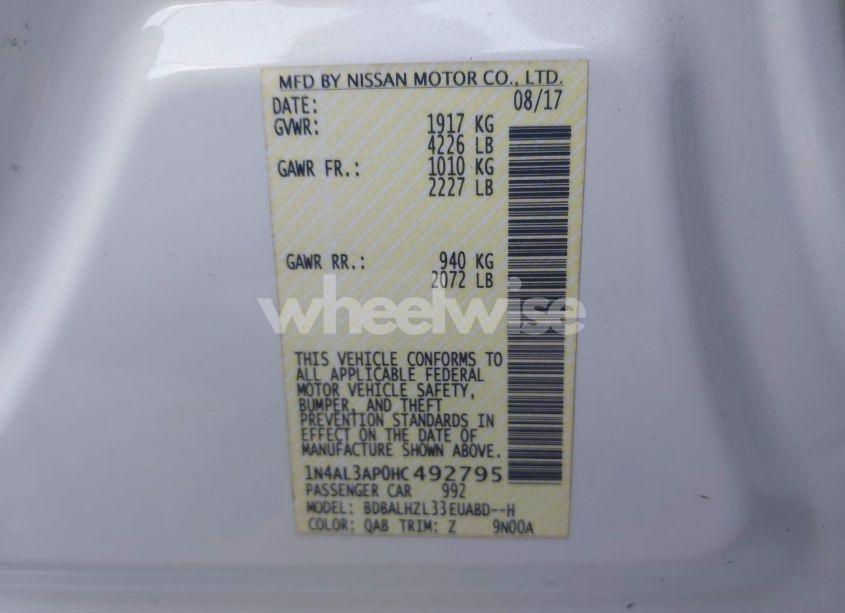 MFD BY NISSAN MOTOR CO., LTD.
DATE: 08/17
GVWR: 1917 KG
4226 LB
GAWR FR.: 1010 KG
2227 LB
GAWR RR.: 940 KG
2072 LB
wheelwise
THIS VEHICLE CONFORMS TO
ALL APPLICABLE FEDERAL
MOTOR VEHICLE SAFETY,
BUMPER, AND THEFT
PREVENTION STANDARDS IN
EFFECT ON THE DATE OF
MANUFACTURE SHOWN ABOVE.
1N4AL3AP0HC492795
PASSENGER CAR 992
MODEL: BDBALHZL33EUABD--H
COLOR: QAB TRIM: Z 9N00A